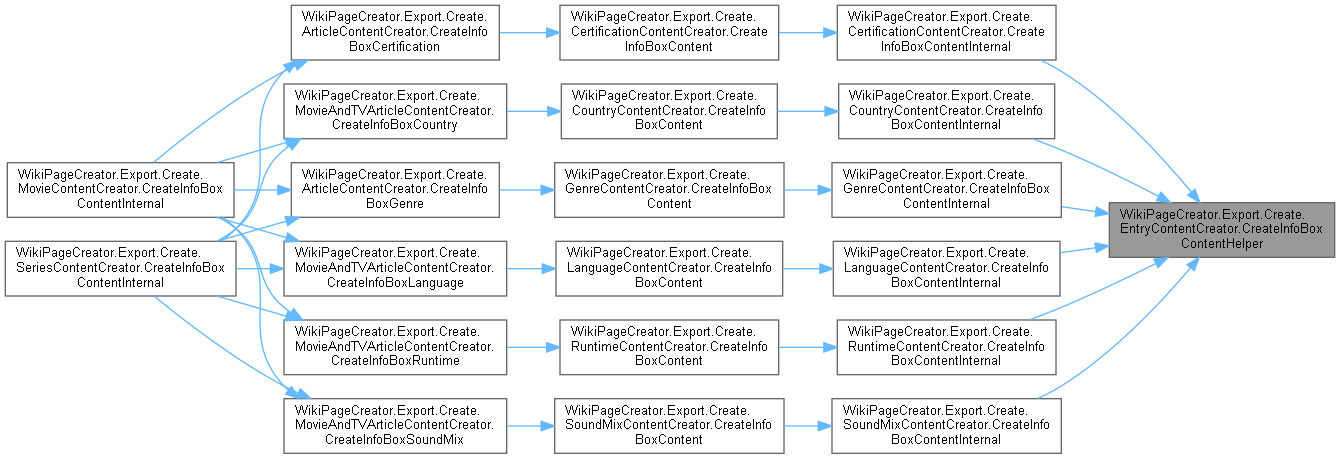 WikiPageCreator.Export.Create.
ArticleContentCreator.CreateInfo
BoxCertification
WikiPageCreator.Export.Create.
CertificationContentCreator.Create
InfoBoxContent
WikiPageCreator.Export.Create.
CertificationContentCreator.Create
InfoBoxContentInternal
WikiPageCreator.Export.Create.
MovieAndTVArticleContentCreator.
CreateInfoBoxCountry
WikiPageCreator.Export.Create.
CountryContentCreator.CreateInfo
BoxContent
WikiPageCreator.Export.Create.
CountryContentCreator.CreateInfo
BoxContentInternal
WikiPageCreator.Export.Create.
MovieContentCreator.CreateInfoBox
ContentInternal
WikiPageCreator.Export.Create.
ArticleContentCreator.CreateInfo
BoxGenre
WikiPageCreator.Export.Create.
GenreContentCreator.CreateInfoBox
Content
WikiPageCreator.Export.Create.
GenreContentCreator.CreateInfoBox
ContentInternal
WikiPageCreator.Export.Create.
EntryContentCreator.CreateInfoBox
ContentHelper
WikiPageCreator.Export.Create.
SeriesContentCreator.CreateInfoBox
ContentInternal
WikiPageCreator.Export.Create.
MovieAndTVArticleContentCreator.
CreateInfoBoxLanguage
WikiPageCreator.Export.Create.
LanguageContentCreator.CreateInfo
BoxContent
WikiPageCreator.Export.Create.
LanguageContentCreator.CreateInfo
BoxContentInternal
WikiPageCreator.Export.Create.
MovieAndTVArticleContentCreator.
CreateInfoBoxRuntime
WikiPageCreator.Export.Create.
RuntimeContentCreator.CreateInfo
BoxContent
WikiPageCreator.Export.Create.
RuntimeContentCreator.CreateInfo
BoxContentInternal
WikiPageCreator.Export.Create.
MovieAndTVArticleContentCreator.
CreateInfoBoxSoundMix
WikiPageCreator.Export.Create.
SoundMixContentCreator.CreateInfo
BoxContent
WikiPageCreator.Export.Create.
SoundMixContentCreator.CreateInfo
BoxContentInternal